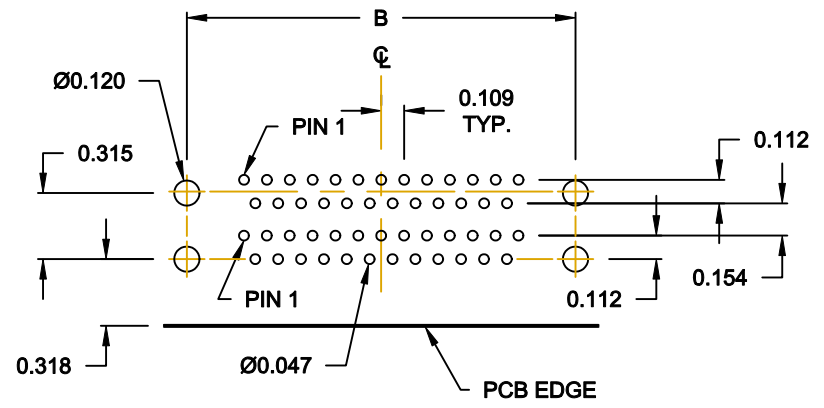 B
℄
Ø0.120
0.109
TYP.
PIN 1
0.315
0.112
0.154
PIN 1
0.112
0.318
Ø0.047
PCB EDGE